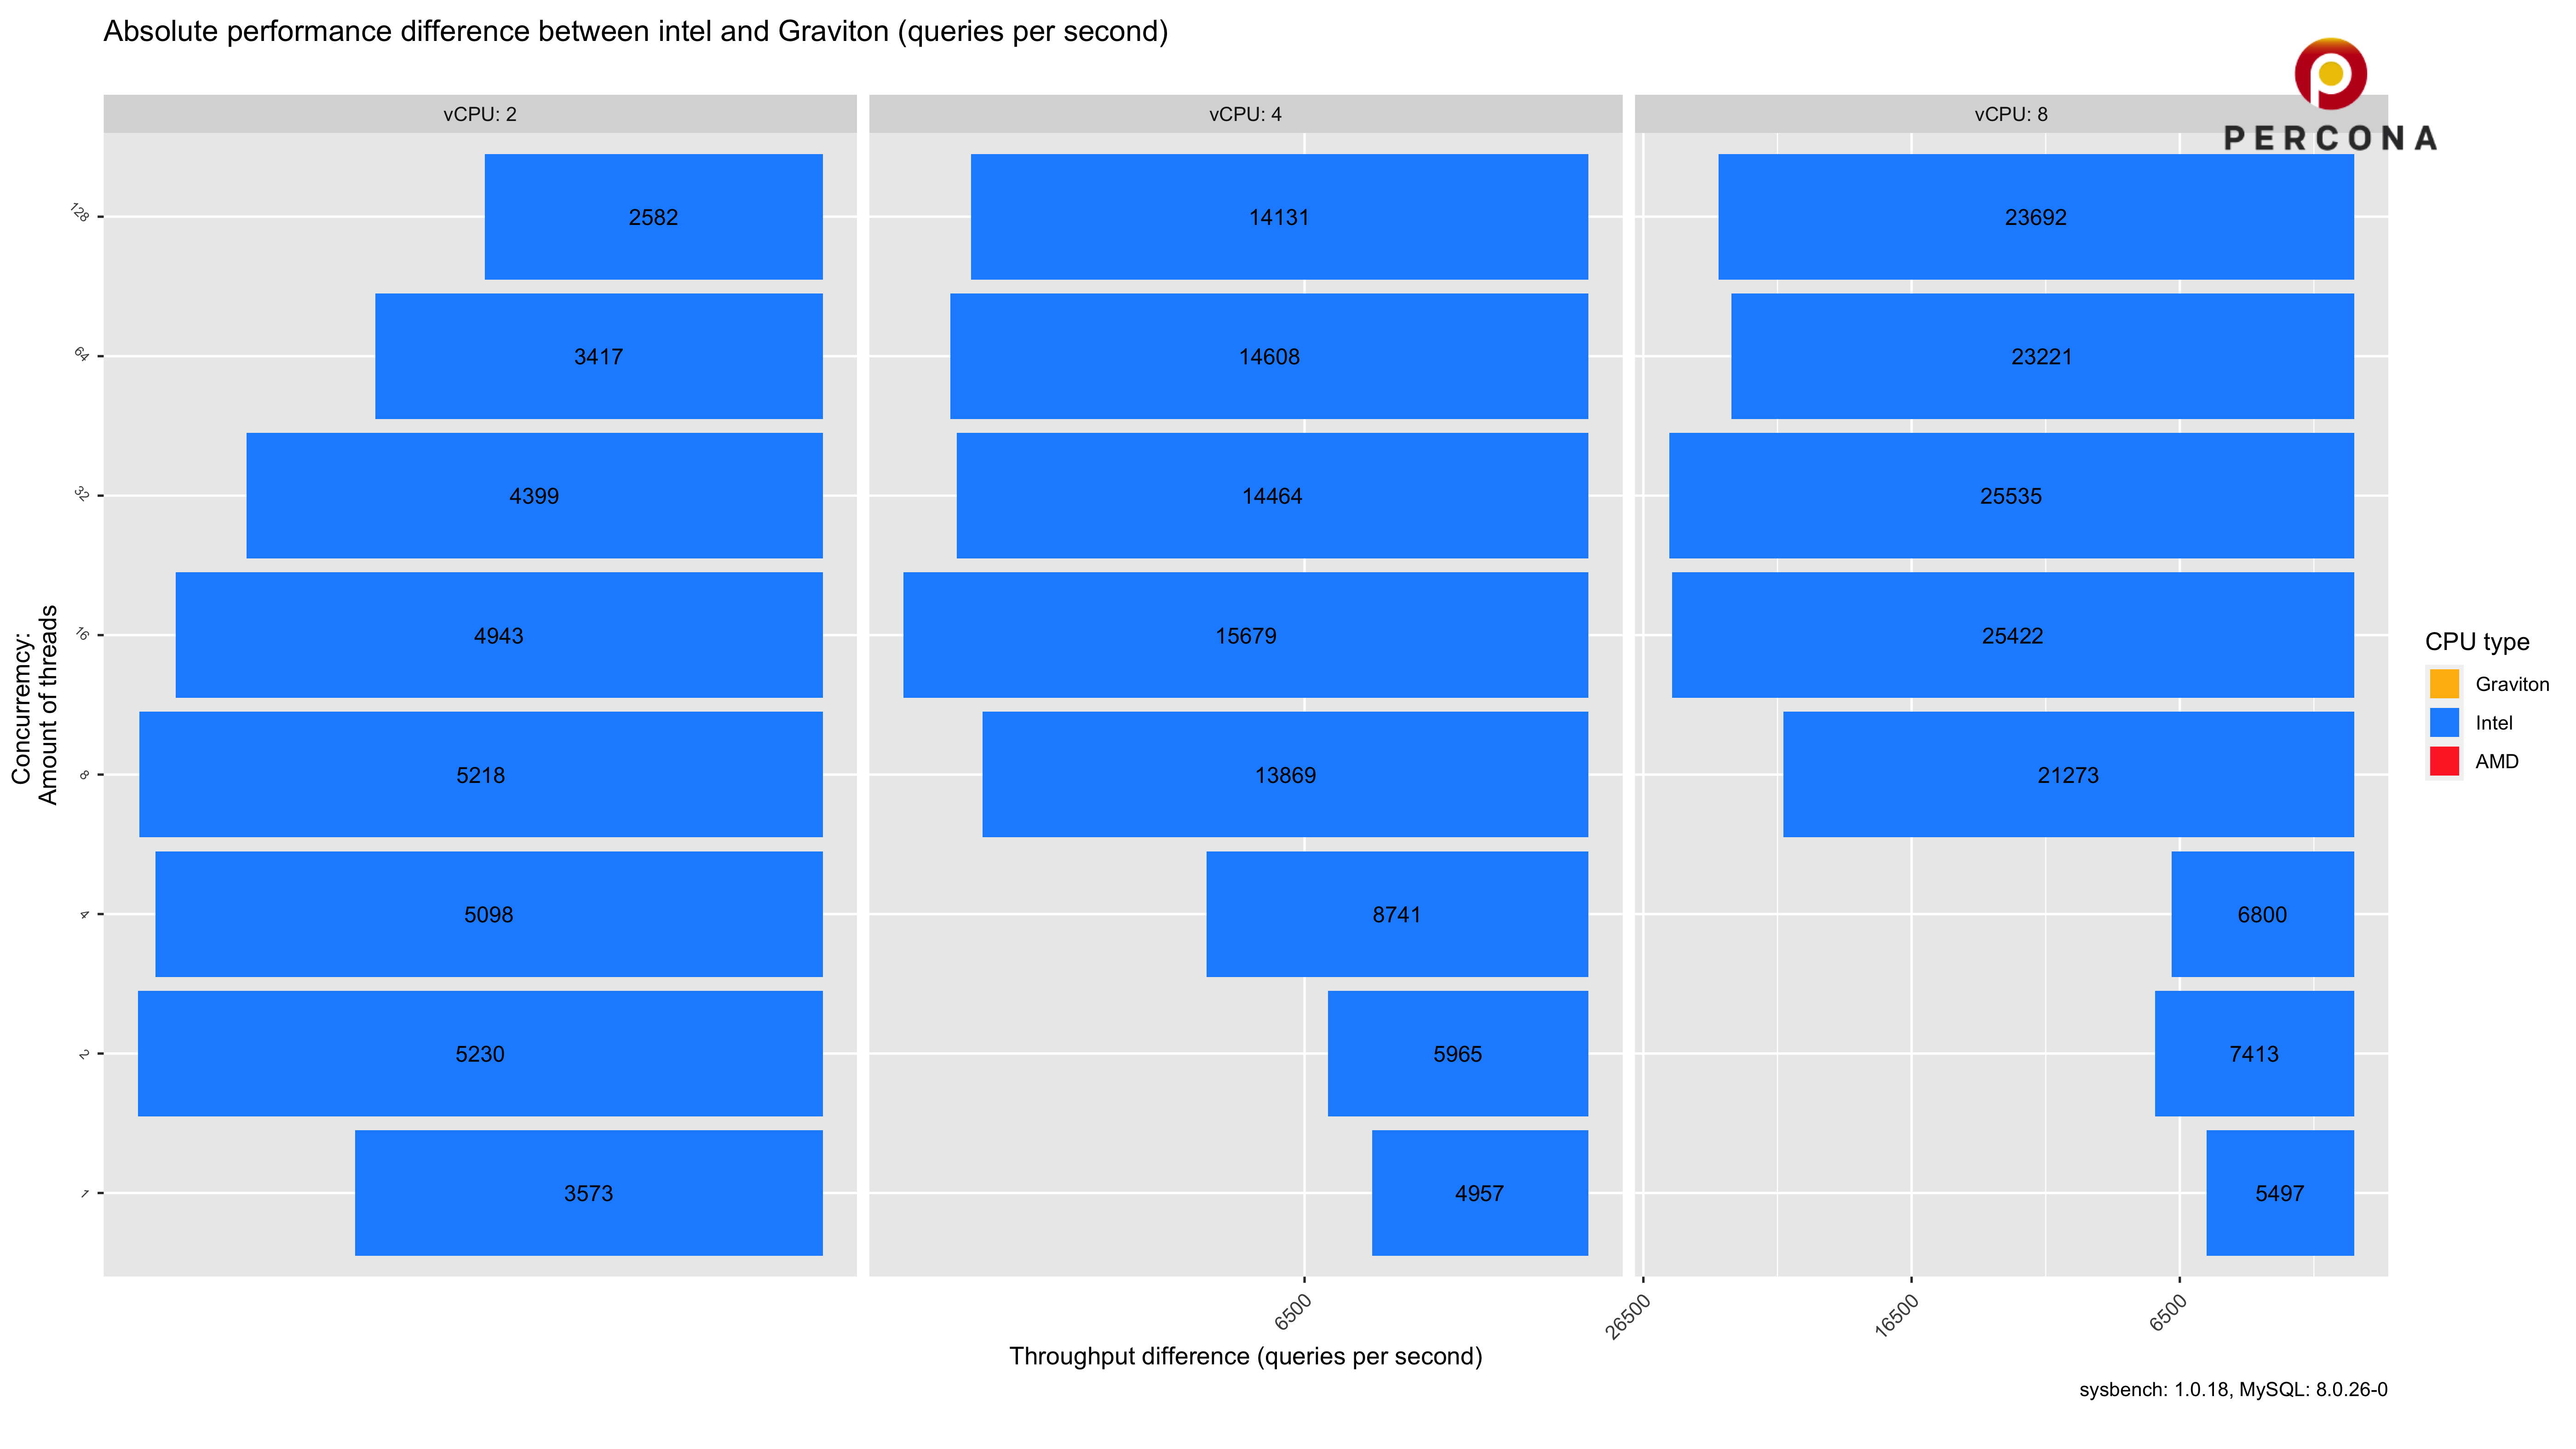 Absolute performance difference between intel and Graviton (queries per second)
PERCONA
vCPU: 2
vCPU: 4
vCPU: 8
128
2582
14131
23692
64
3417
14608
23221
32
4399
14464
25535
16
4943
15679
25422
8
5218
13869
21273
4
5098
8741
6800
2
5230
5965
7413
1
3573
4957
5497
Concurremcy:
Amount of threads
CPU type
Graviton
Intel
AMD
6500
26500
16500
6500
Throughput difference (queries per second)
sysbench: 1.0.18, MySQL: 8.0.26-0